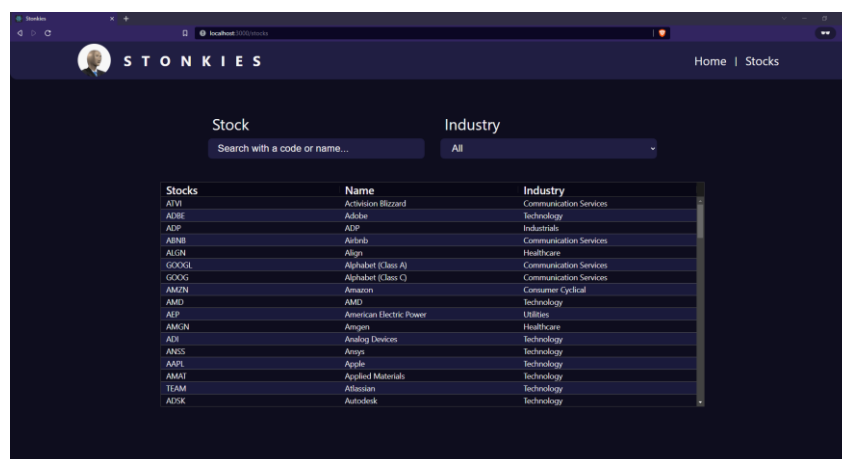 Stonkies
localhost:3000/stocks
STONKIES
Home | Stocks
Stock Industry
Search with a code or name... All
Stocks Name Industry
ATVI Activision Blizzard Communication Services
ADBE Adobe Technology
ADP ADP Industrials
ABNB Airbnb Communication Services
ALGN Align Healthcare
GOOGL Alphabet (Class A) Communication Services
GOOG Alphabet (Class C) Communication Services
AMZN Amazon Consumer Cyclical
AMD AMD Technology
AEP American Electric Power Utilities
AMGN Amgen Healthcare
ADI Analog Devices Technology
ANSS Ansys Technology
AAPL Apple Technology
AMAT Applied Materials Technology
TEAM Atlassian Technology
ADSK Autodesk Technology